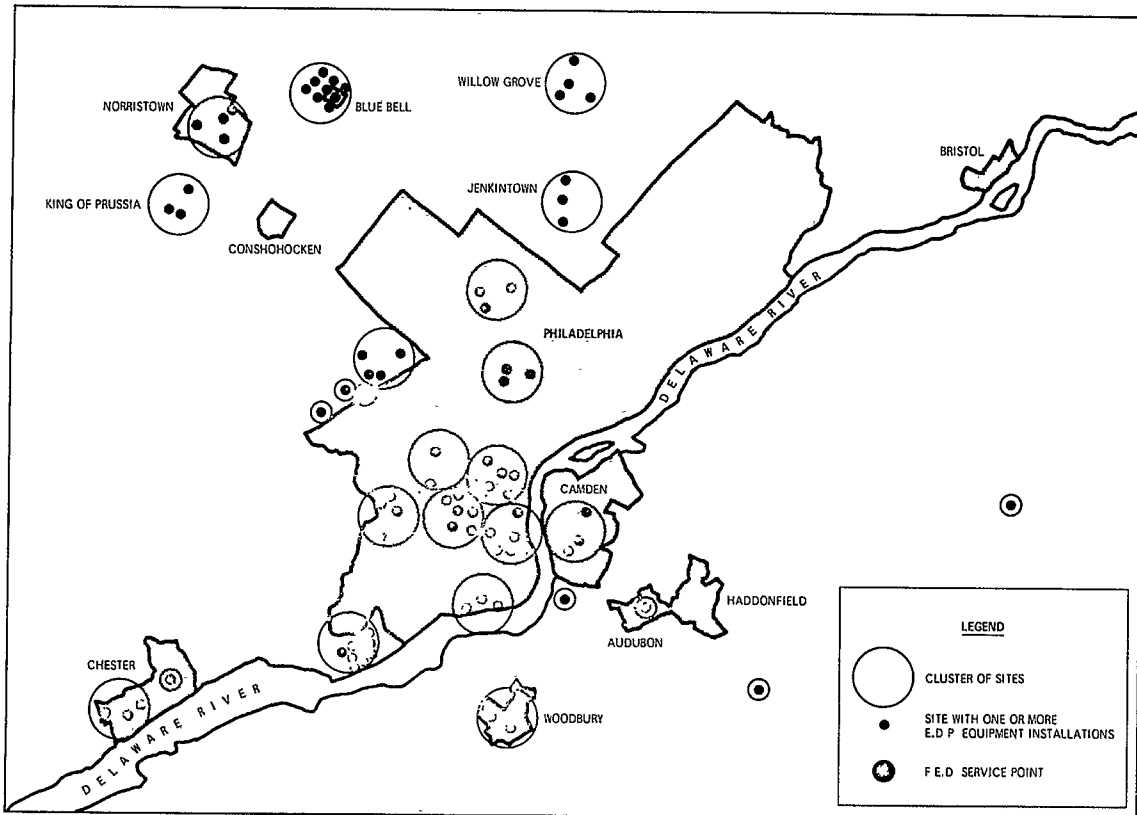 WILLOW GROVE
NORRISTOWN
BLUE BELL
BRISTOL
JENKINTOWN
KING OF PRUSSIA
CONSHOHOCKEN
DELAWARE RIVER
PHILADELPHIA
CAMDEN
HADDONFIELD
AUDUBON
CHESTER
DELAWARE RIVER
WOODBURY
LEGEND
CLUSTER OF SITES
SITE WITH ONE OR MORE
E.D P EQUIPMENT INSTALLATIONS
F E.D SERVICE POINT